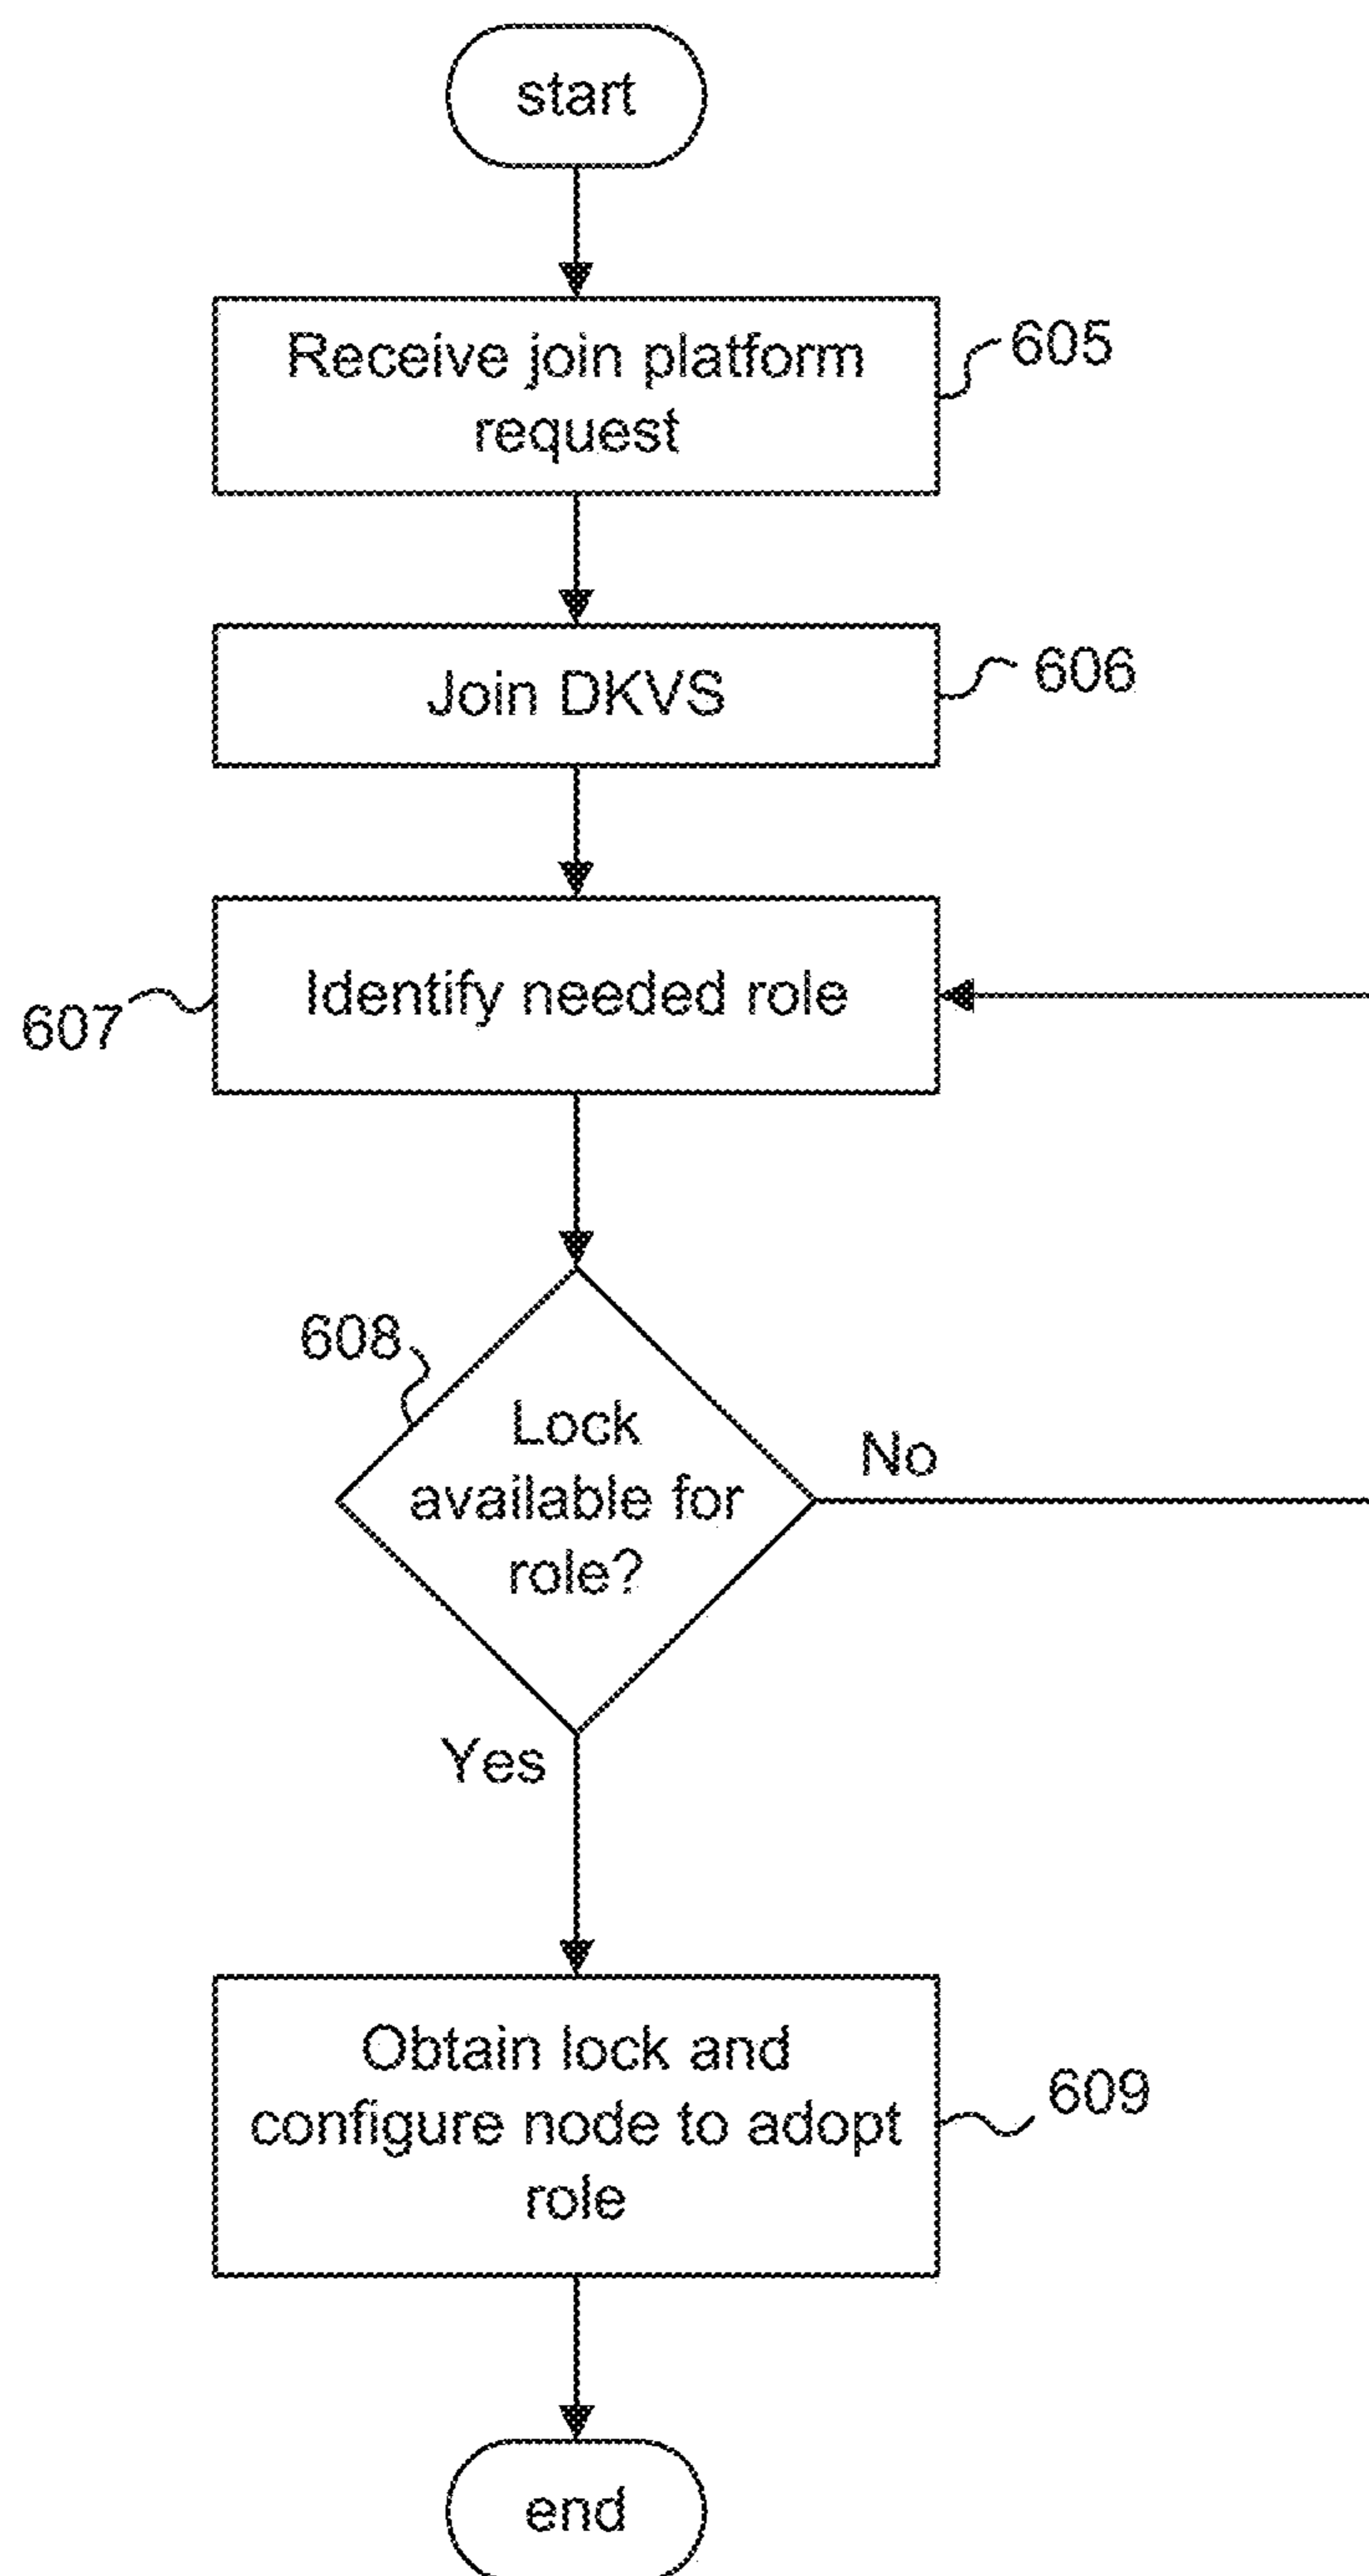 start
Receive join platform
request
605
Join DKVS
606
Identify needed role
607
608
Lock
available for
role?
No
Yes
Obtain lock and
configure node to adopt
role
609
end